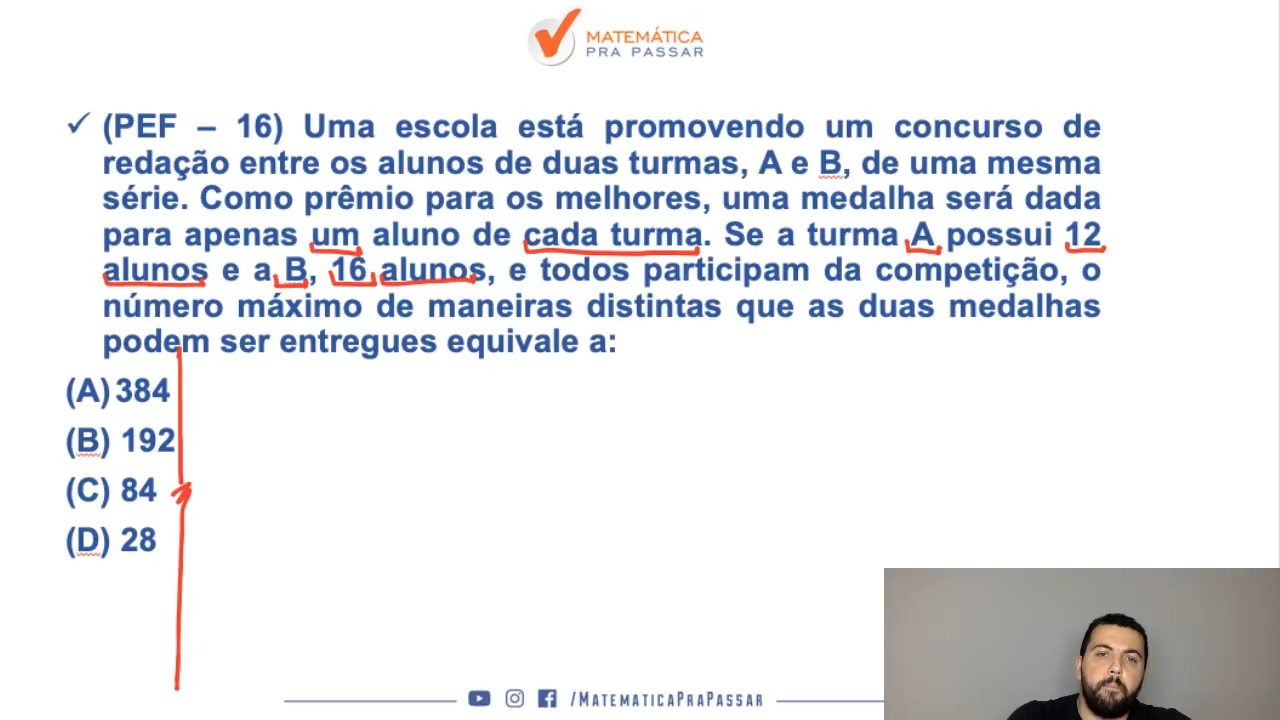 MATEMÁTICA
PRA PASSAR
✓ (PEF – 16) Uma escola está promovendo um concurso de
redação entre os alunos de duas turmas, A e B, de uma mesma
série. Como prêmio para os melhores, uma medalha será dada
para apenas um aluno de cada turma. Se a turma A possui 12
alunos e a B, 16 alunos, e todos participam da competição, o
número máximo de maneiras distintas que as duas medalhas
podem ser entregues equivale a:
(A) 384
(B) 192
(C) 84
(D) 28
/MATEMATICAPRAPASSAR